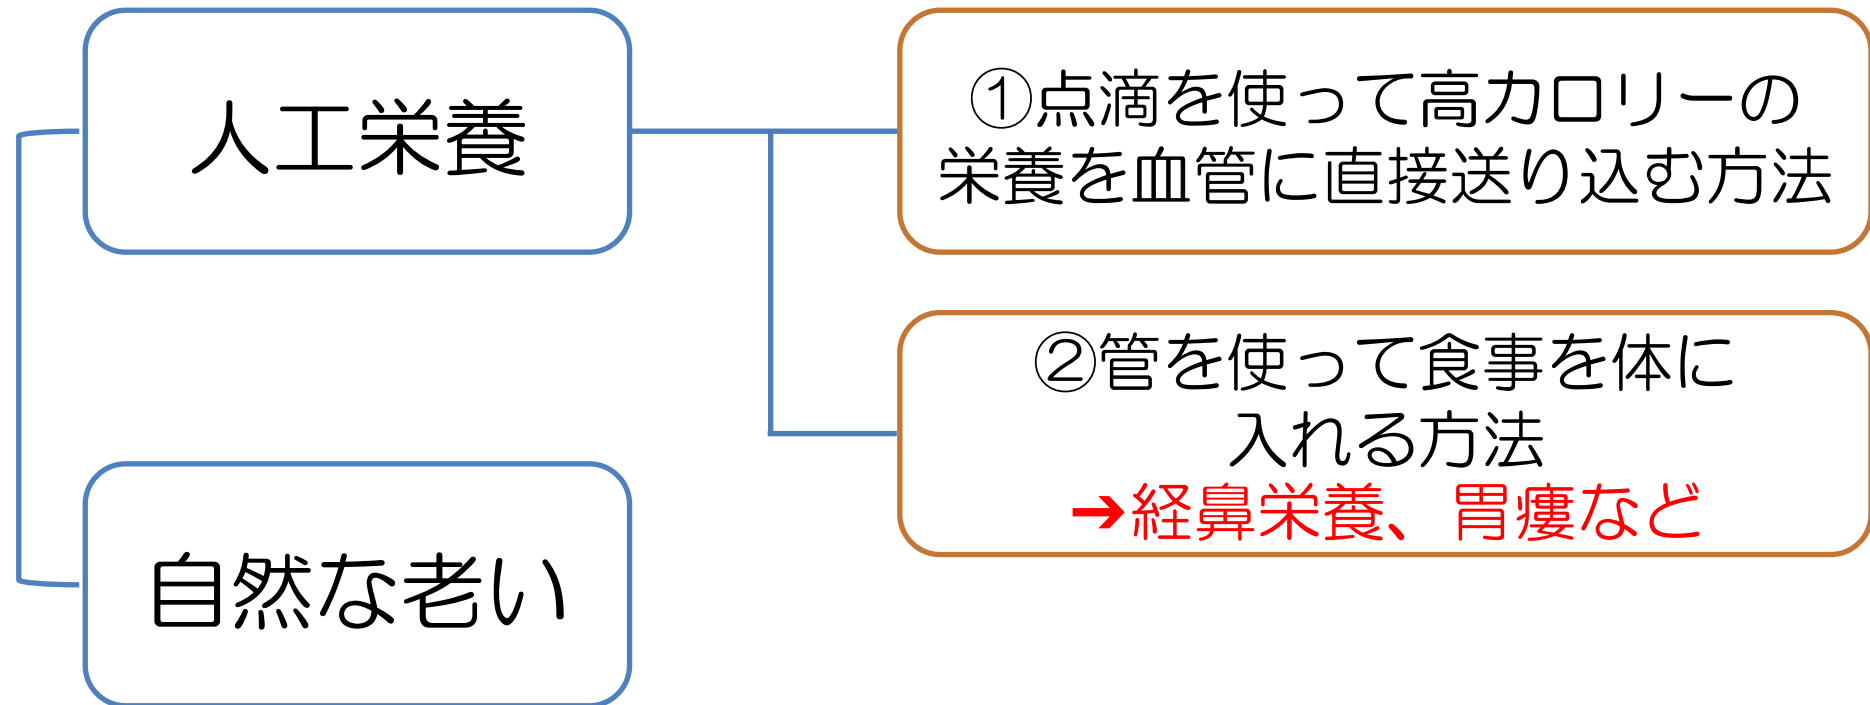 人工栄養
①点滴を使って高カロリーの
栄養を血管に直接送り込む方法
②管を使って食事を体に
入れる方法
➔経鼻栄養、胃瘻など
自然な老い